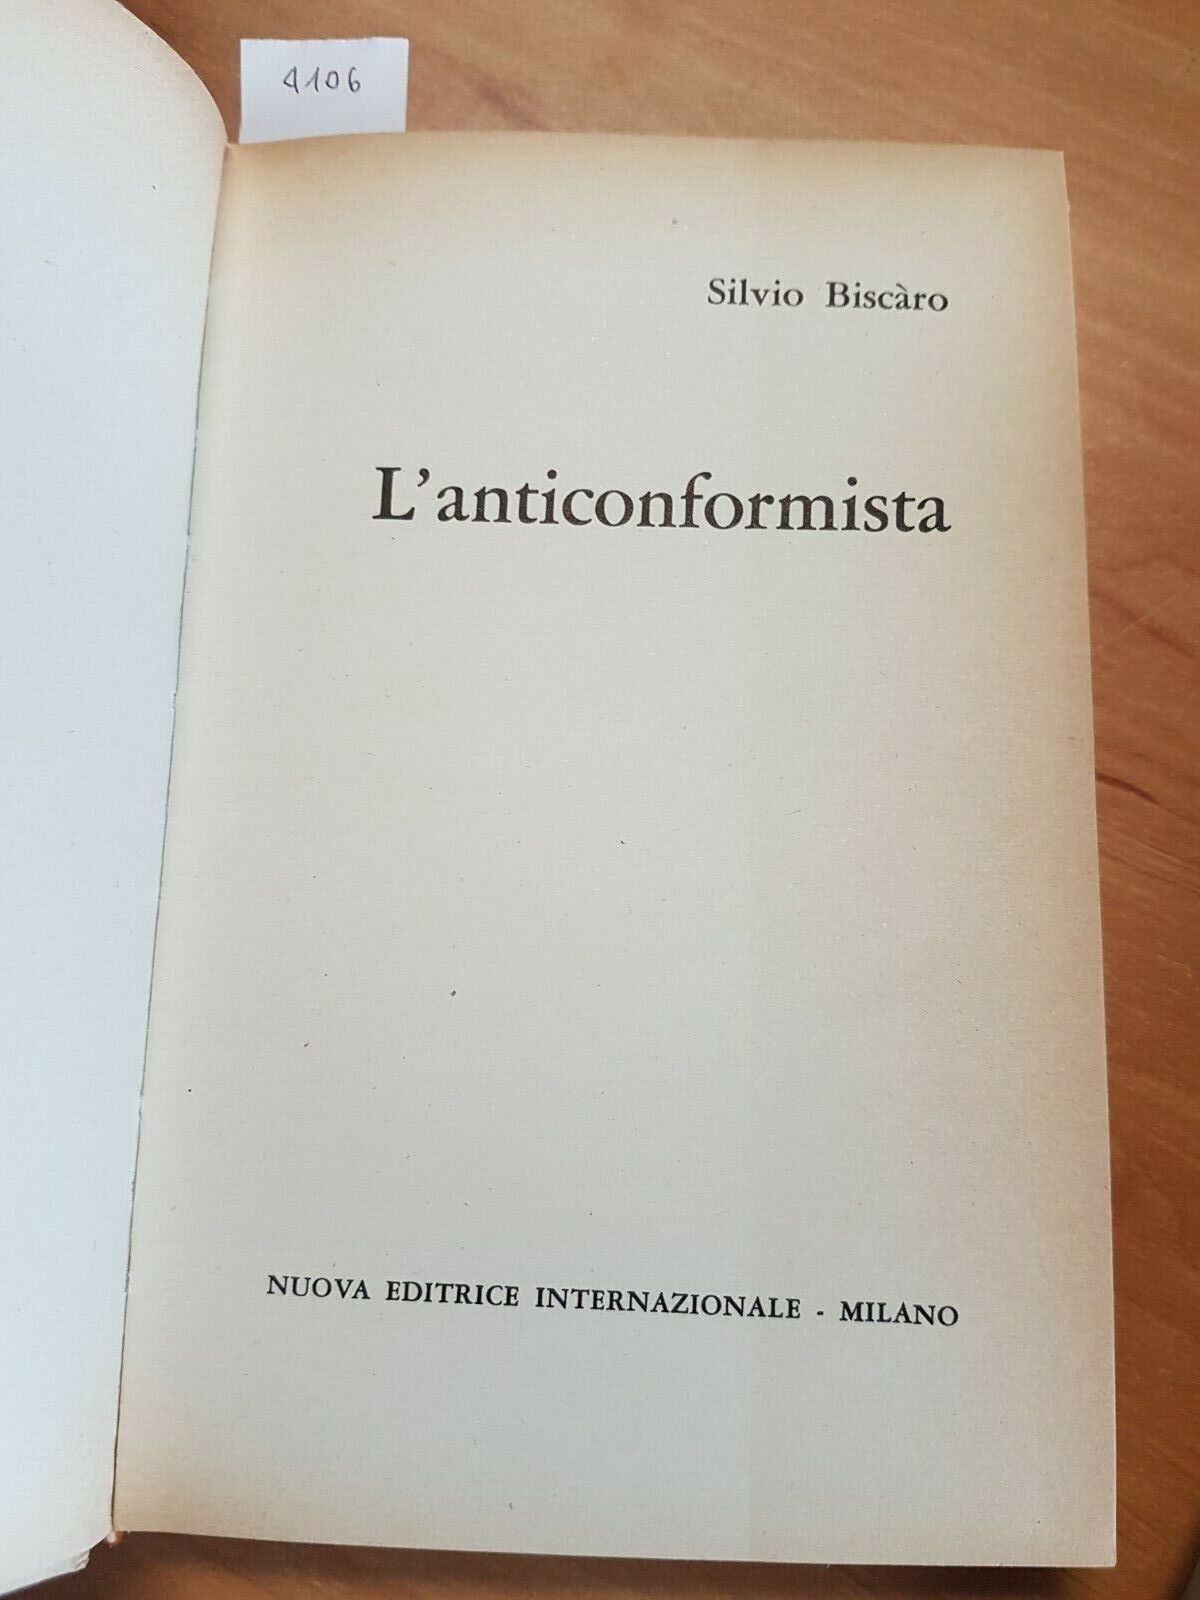 4106
Silvio Biscàro
L'anticonformista
NUOVA EDITRICE INTERNAZIONALE - MILANO